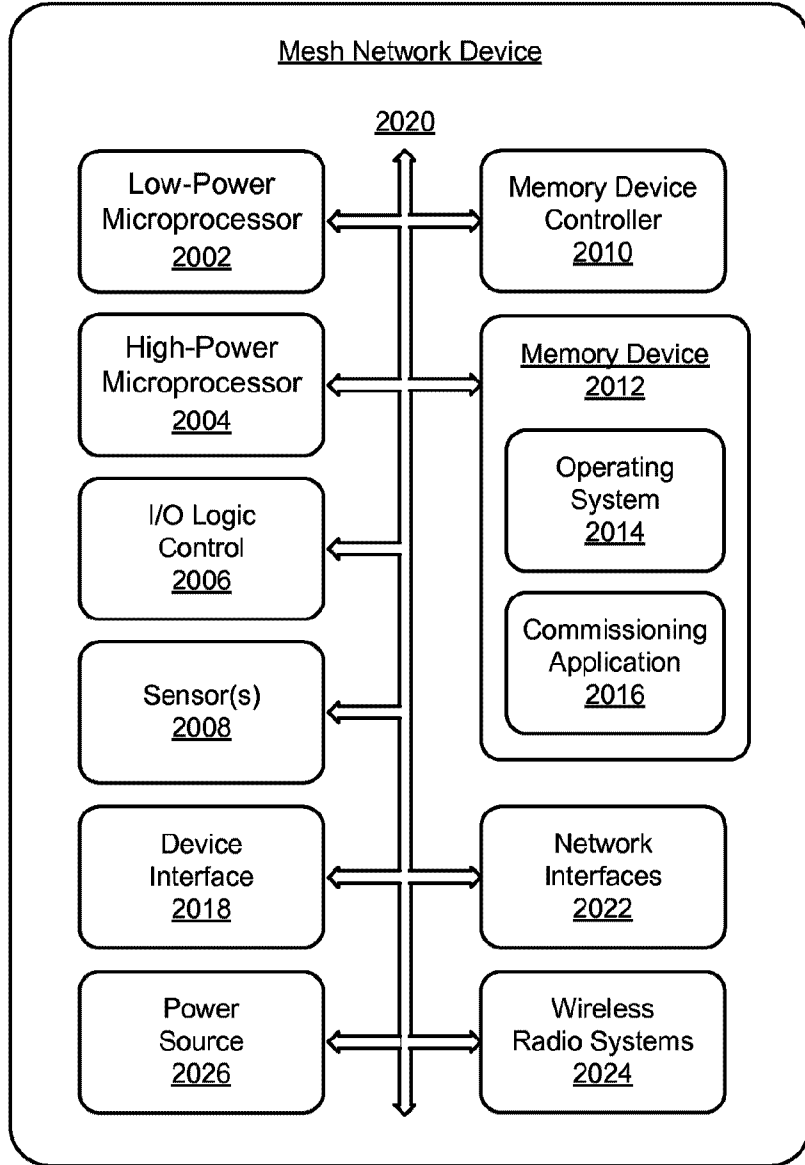 Mesh Network Device
2020
Low-Power
Microprocessor
2002
Memory Device
Controller
2010
High-Power
Microprocessor
2004
Memory Device
2012
Operating
System
2014
I/O Logic
Control
2006
Commissioning
Application
2016
Sensor(s)
2008
Device
Interface
2018
Network
Interfaces
2022
Power
Source
2026
Wireless
Radio Systems
2024